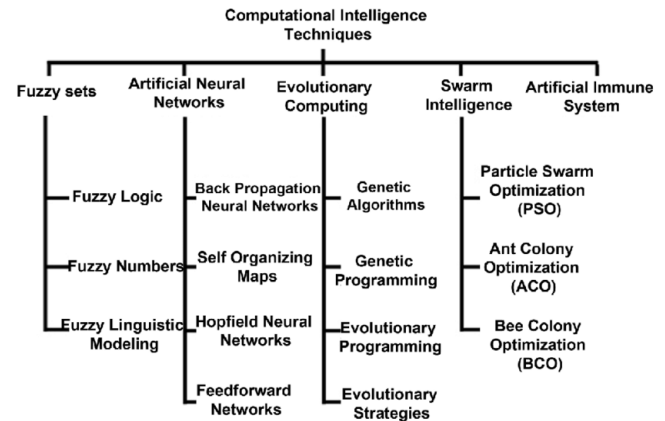 Computational Intelligence
Techniques
Fuzzy sets
Artificial Neural
Networks
Evolutionary
Computing
Swarm
Intelligence
Artificial Immune
System
Fuzzy Logic
Fuzzy Numbers
Euzzy Linguistic
Modeling
Back Propagation
Neural Networks
Self Organizing
Maps
Hopfield Neural
Networks
Feedforward
Networks
Genetic
Algorithms
Genetic
Programming
Evolutionary
Programming
Evolutionary
Strategies
Particle Swarm
Optimization
(PSO)
Ant Colony
Optimization
(ACO)
Bee Colony
Optimization
(BCO)